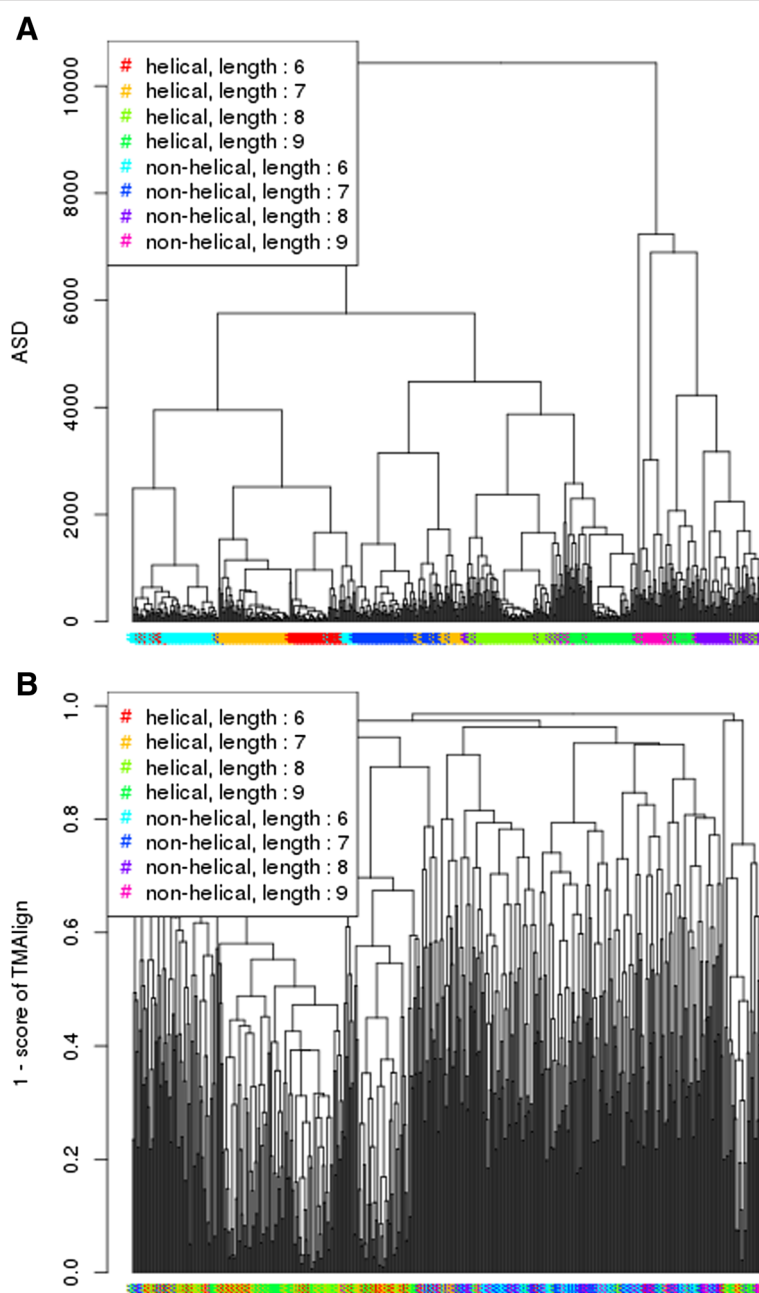 A
# helical, length : 6
# helical, length : 7
# helical, length : 8
# helical, length : 9
# non-helical, length : 6
# non-helical, length : 7
# non-helical, length : 8
# non-helical, length : 9
ASD
10000
8000
6000
4000
2000
0
B
# helical, length : 6
# helical, length : 7
# helical, length : 8
# helical, length : 9
# non-helical, length : 6
# non-helical, length : 7
# non-helical, length : 8
# non-helical, length : 9
1 - score of TMAlign
1.0
0.8
0.6
0.4
0.2
0.0